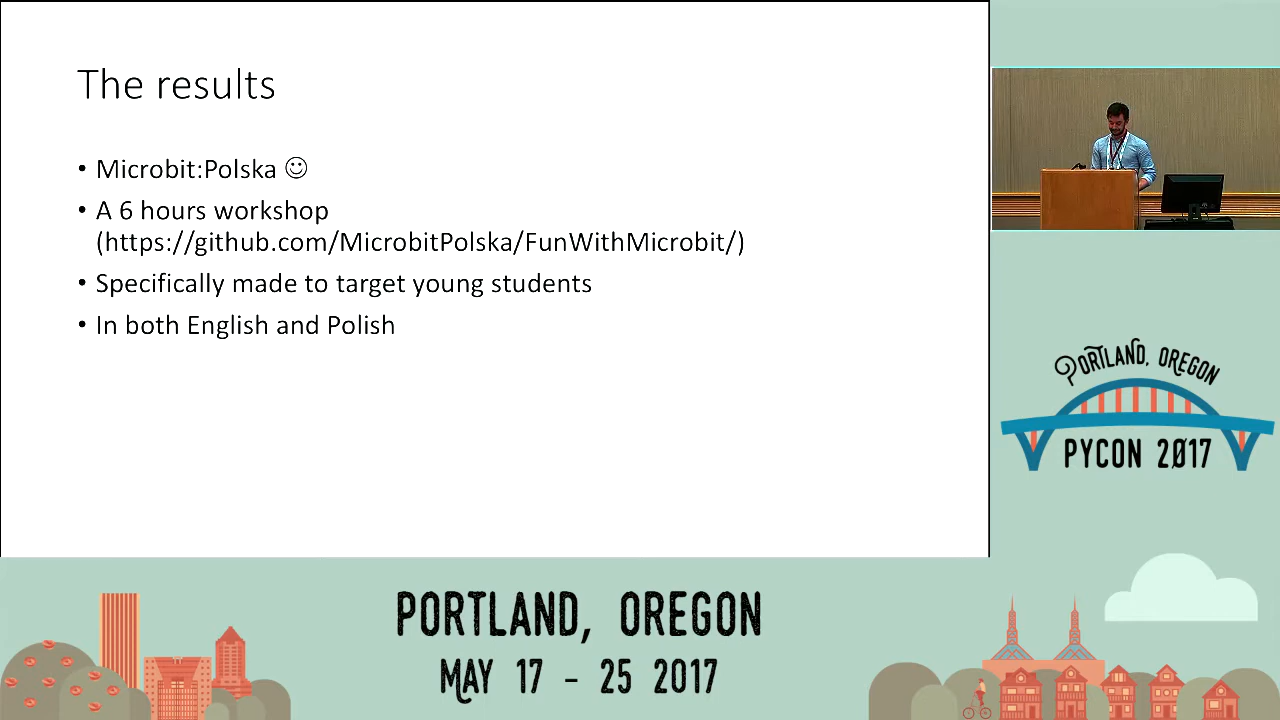 The results
• Microbit:Polska ☺
• A 6 hours workshop
(https://github.com/MicrobitPolska/FunWithMicrobit/)
• Specifically made to target young students
• In both English and Polish
PORTLAND, OREGON
PYCON 2017
PORTLAND, OREGON
MAY 17 - 25 2017